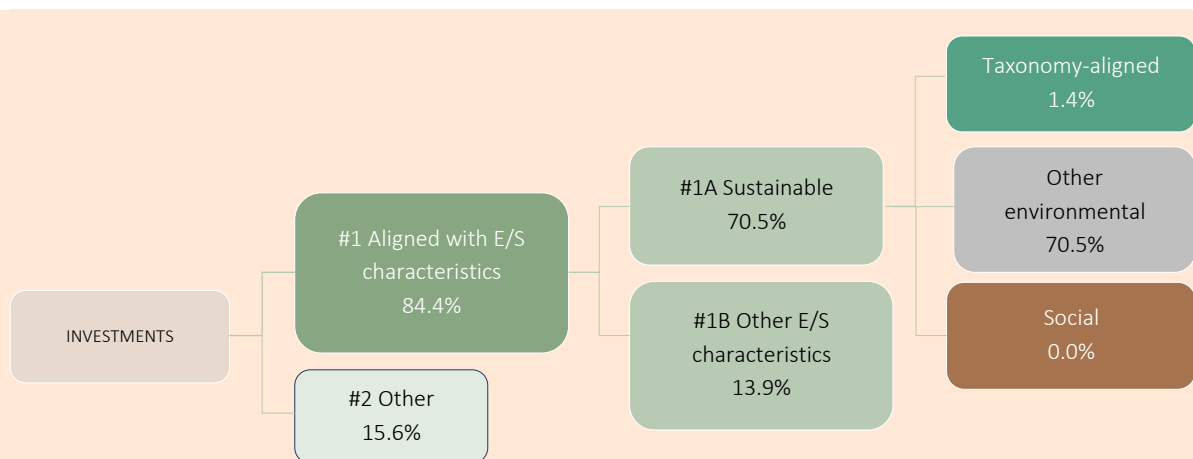 INVESTMENTS
#1 Aligned with E/S
characteristics
84.4%
#2 Other
15.6%
#1A Sustainable
70.5%
#1B Other E/S
characteristics
13.9%
Taxonomy-aligned
1.4%
Other
environmental
70.5%
Social
0.0%